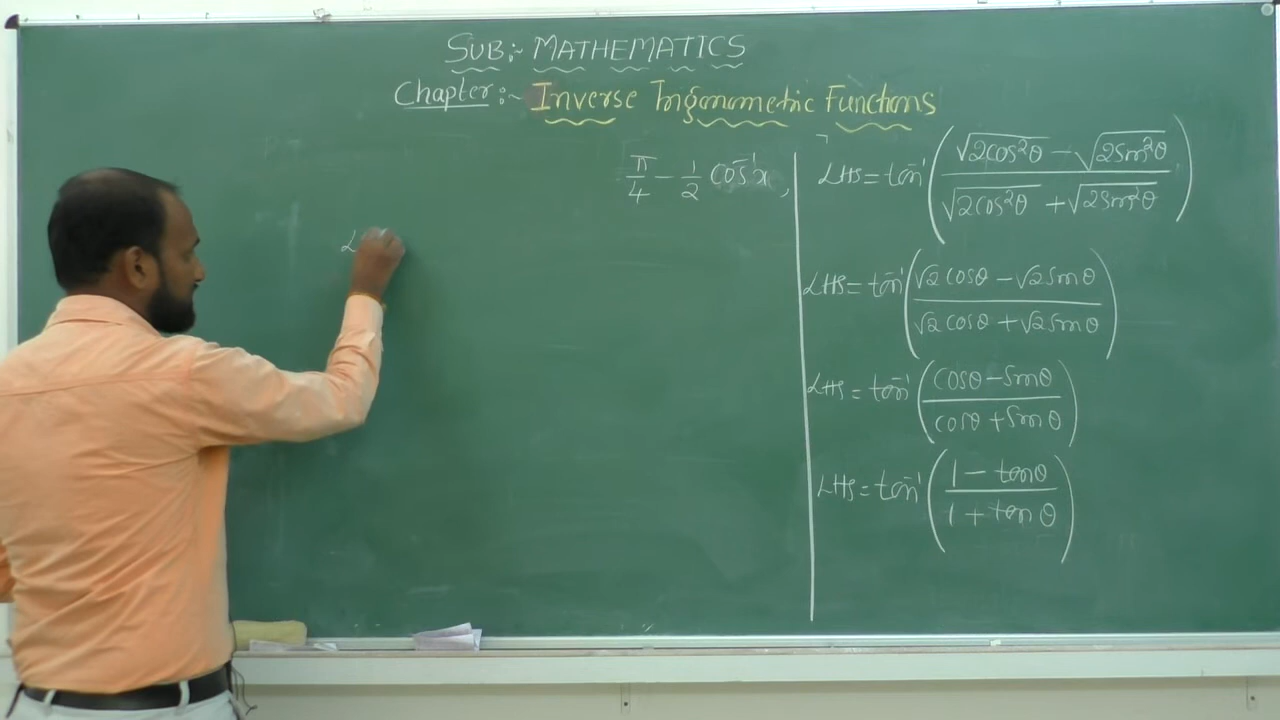 SUB:- MATHEMATICS
Chapter:~ Inverse Trigonometric Functions
π/4 - 1/2 cos⁻¹x,
LHS = tan⁻¹((√2cos²θ - √2sin²θ)/(√2cos²θ + √2sin²θ))
LHS = tan⁻¹((√2 cosθ - √2 sinθ)/(√2 cosθ + √2 sinθ))
LHS = tan⁻¹((cosθ - sinθ)/(cosθ + sinθ))
LHS = tan⁻¹((1 - tanθ)/(1 + tanθ))
L